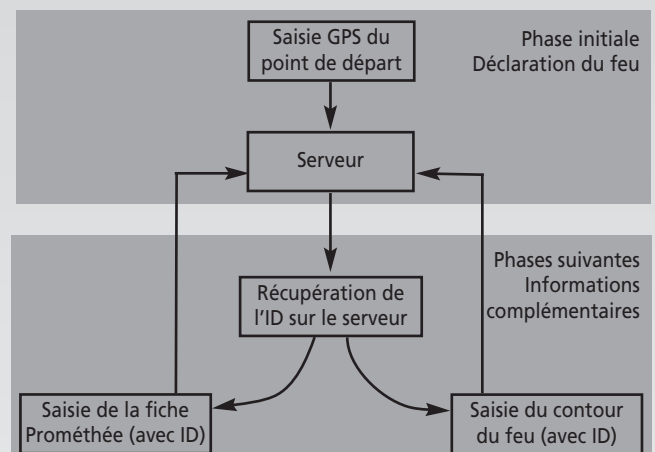 Saisie GPS du
point de départ
Phase initiale
Déclaration du feu
Serveur
Phases suivantes
Informations
complémentaires
Récupération de
l'ID sur le serveur
Saisie de la fiche
Prométhée (avec ID)
Saisie du contour
du feu (avec ID)